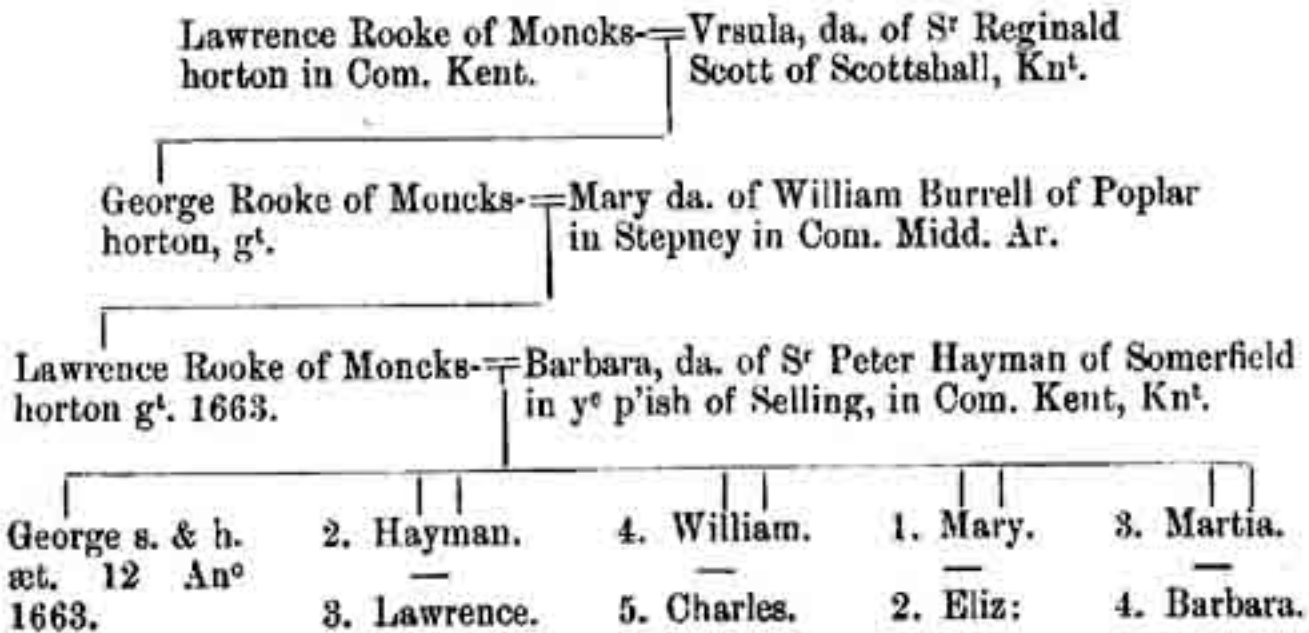 Lawrence Rooke of Moncks-
horton in Com. Kent.
Vrsula, da. of Sʳ Reginald
Scott of Scottshall, Knᵗ.
George Rooke of Moncks-
horton, gᵗ.
Mary da. of William Burrell of Poplar
in Stepney in Com. Midd. Ar.
Lawrence Rooke of Moncks-
horton gᵗ. 1663.
Barbara, da. of Sʳ Peter Hayman of Somerfield
in yᵉ p'ish of Selling, in Com. Kent, Knᵗ.
George s. & h.
æt. 12 Anᵒ
1663.
2. Hayman.
—
3. Lawrence.
4. William.
—
5. Charles.
1. Mary.
—
2. Eliz:
3. Martia.
—
4. Barbara.